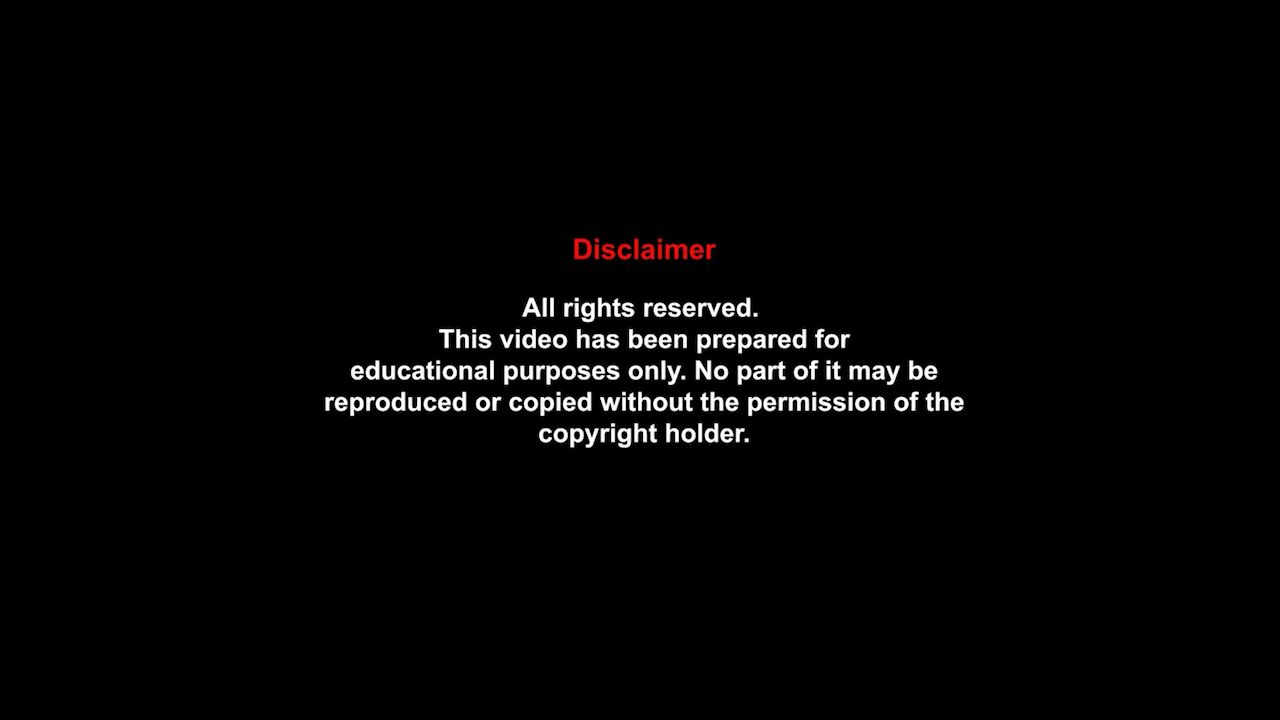 Disclaimer
All rights reserved.
This video has been prepared for
educational purposes only. No part of it may be
reproduced or copied without the permission of the
copyright holder.